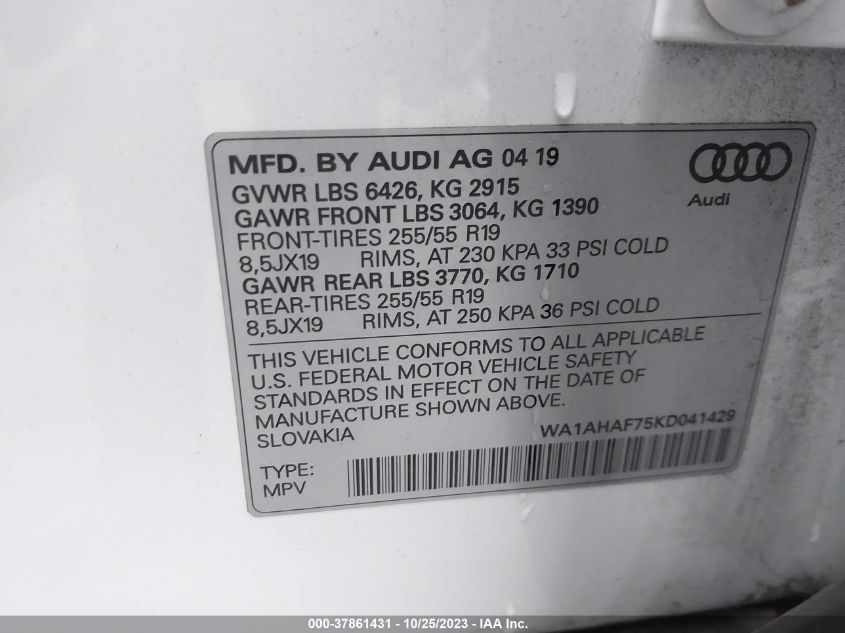 MFD. BY AUDI AG 04 19
GVWR LBS 6426, KG 2915
GAWR FRONT LBS 3064, KG 1390
FRONT-TIRES 255/55 R19
8,5JX19 RIMS, AT 230 KPA 33 PSI COLD
GAWR REAR LBS 3770, KG 1710
REAR-TIRES 255/55 R19
8,5JX19 RIMS, AT 250 KPA 36 PSI COLD
Audi
THIS VEHICLE CONFORMS TO ALL APPLICABLE
U.S. FEDERAL MOTOR VEHICLE SAFETY
STANDARDS IN EFFECT ON THE DATE OF
MANUFACTURE SHOWN ABOVE.
SLOVAKIA WA1AHAF75KD041429
TYPE:
MPV
000-37861431 - 10/25/2023 - IAA Inc.